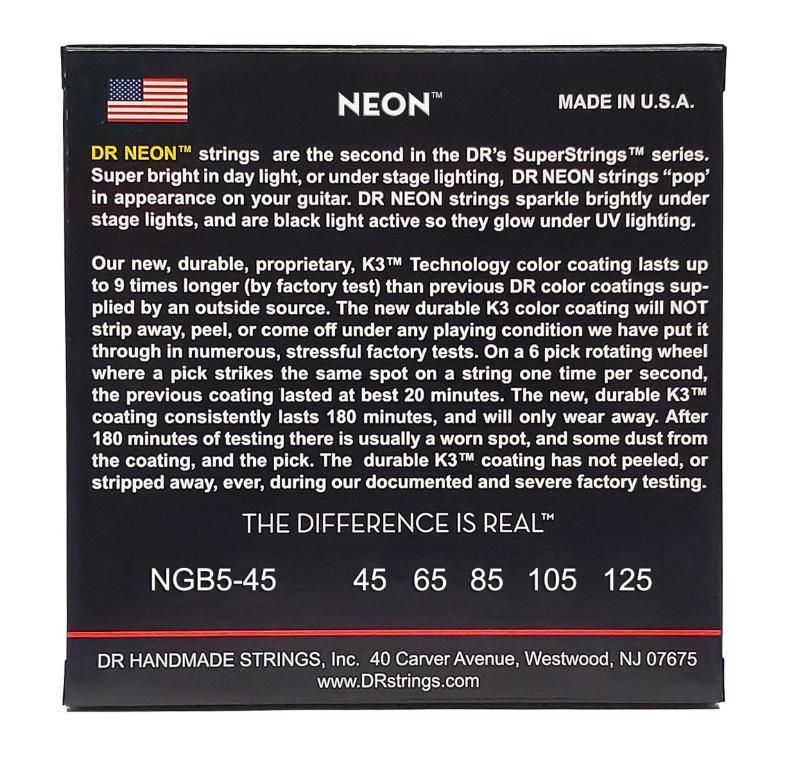 NEON™
MADE IN U.S.A.
DR NEON™ strings are the second in the DR's SuperStrings™ series.
Super bright in day light, or under stage lighting, DR NEON strings “pop’
in appearance on your guitar. DR NEON strings sparkle brightly under
stage lights, and are black light active so they glow under UV lighting.
Our new, durable, proprietary, K3™ Technology color coating lasts up
to 9 times longer (by factory test) than previous DR color coatings sup-
plied by an outside source. The new durable K3 color coating will NOT
strip away, peel, or come off under any playing condition we have put it
through in numerous, stressful factory tests. On a 6 pick rotating wheel
where a pick strikes the same spot on a string one time per second,
the previous coating lasted at best 20 minutes. The new, durable K3™
coating consistently lasts 180 minutes, and will only wear away. After
180 minutes of testing there is usually a worn spot, and some dust from
the coating, and the pick. The durable K3™ coating has not peeled, or
stripped away, ever, during our documented and severe factory testing.
THE DIFFERENCE IS REAL™
NGB5-45 45 65 85 105 125
DR HANDMADE STRINGS, Inc. 40 Carver Avenue, Westwood, NJ 07675
www.DRstrings.com